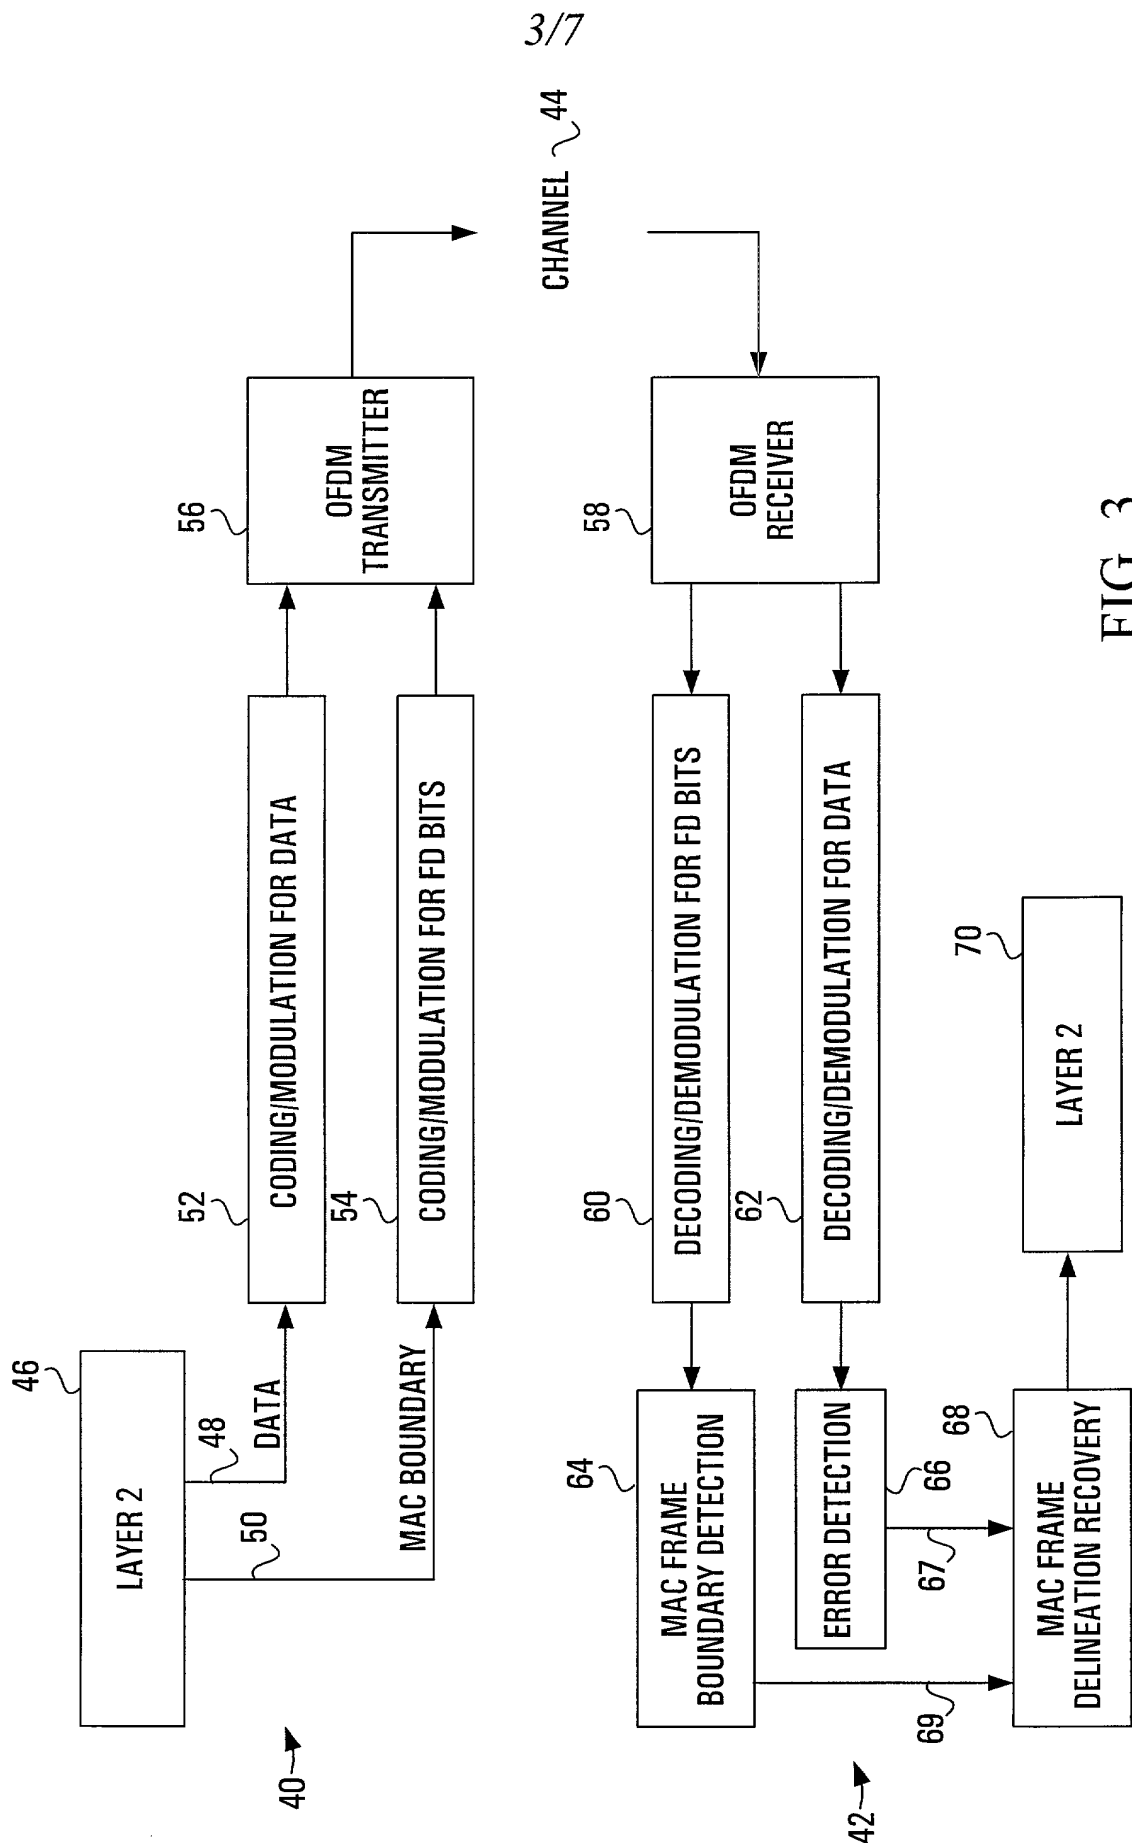 3/7
LAYER 2
46
48
DATA
50
MAC BOUNDARY
40
52
CODING/MODULATION FOR DATA
54
CODING/MODULATION FOR FD BITS
56
OFDM
TRANSMITTER
CHANNEL
44
58
OFDM
RECEIVER
60
DECODING/DEMODULATION FOR FD BITS
62
DECODING/DEMODULATION FOR DATA
64
MAC FRAME
BOUNDARY DETECTION
ERROR DETECTION
66
67
69
42
68
MAC FRAME
DELINEATION RECOVERY
70
LAYER 2
FIG. 3